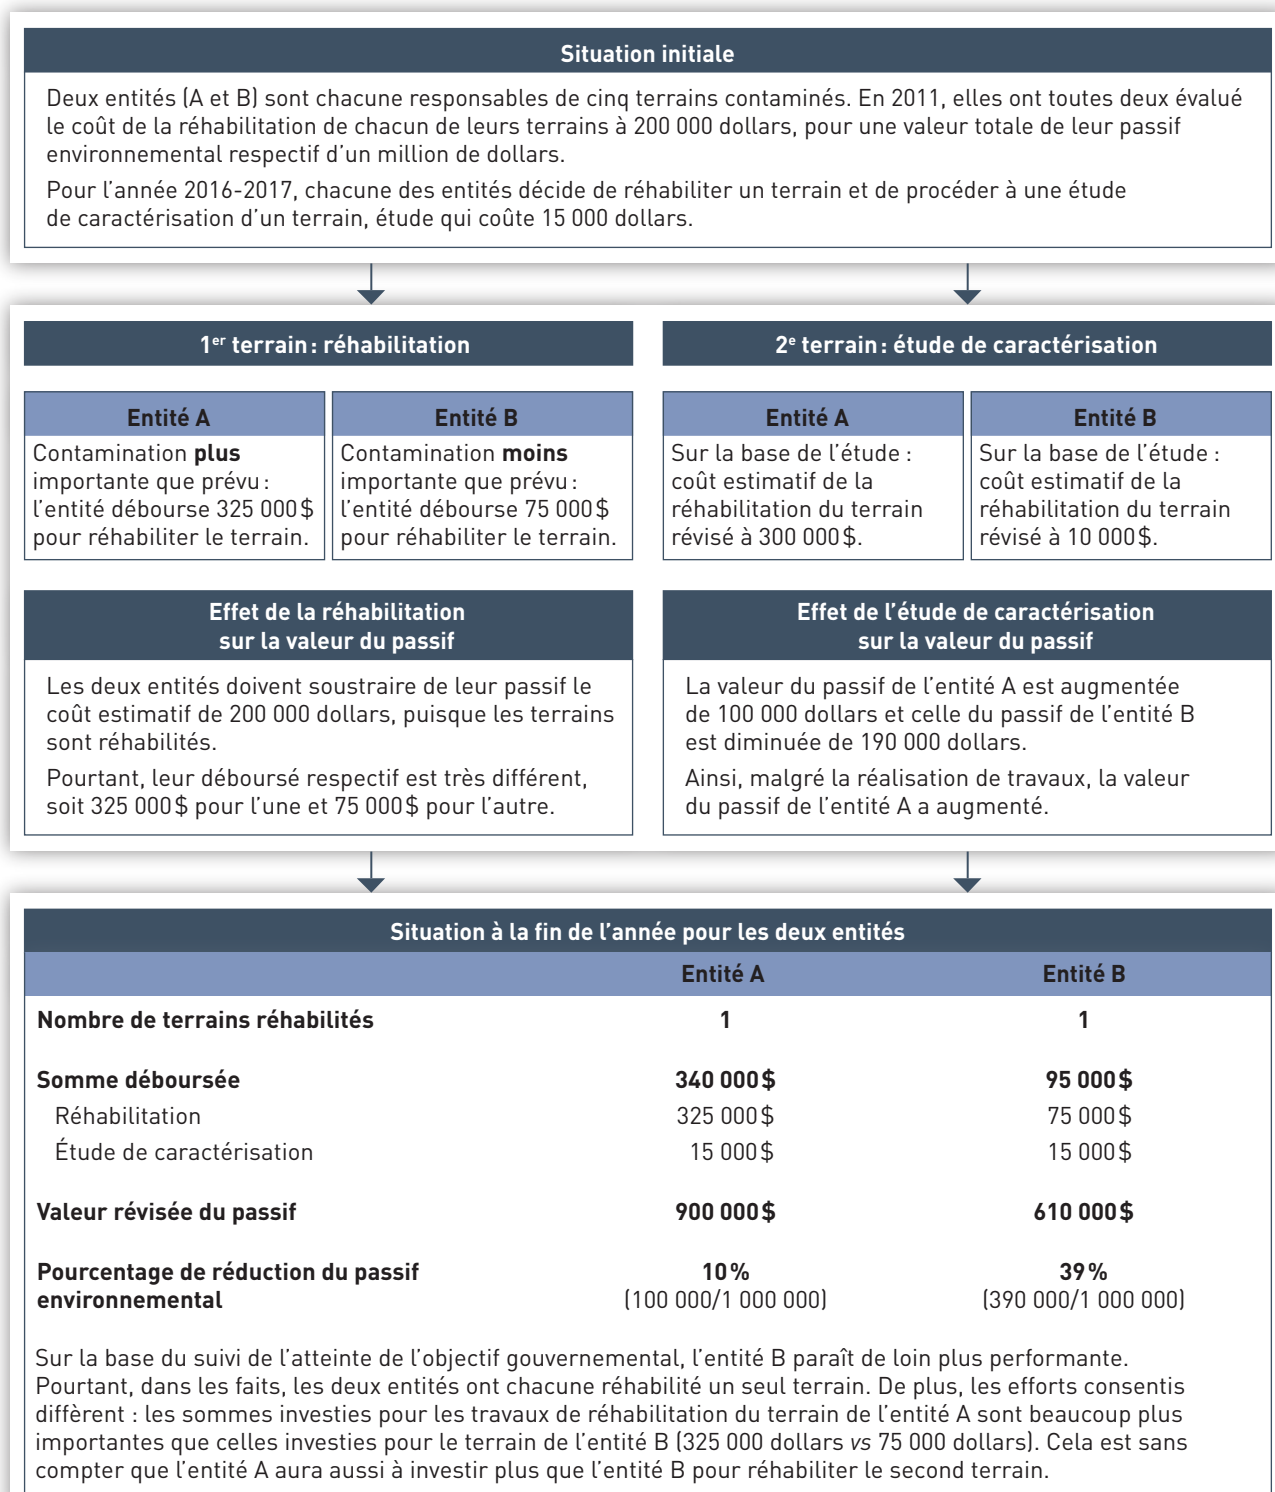 Situation initiale
Deux entités (A et B) sont chacune responsables de cinq terrains contaminés. En 2011, elles ont toutes deux évalué
le coût de la réhabilitation de chacun de leurs terrains à 200 000 dollars, pour une valeur totale de leur passif
environnemental respectif d'un million de dollars.
Pour l'année 2016-2017, chacune des entités décide de réhabiliter un terrain et de procéder à une étude
de caractérisation d'un terrain, étude qui coûte 15 000 dollars.
1er terrain : réhabilitation
Entité A
Contamination plus
importante que prévu :
l'entité débourse 325 000 $
pour réhabiliter le terrain.
Entité B
Contamination moins
importante que prévu :
l'entité débourse 75 000 $
pour réhabiliter le terrain.
Effet de la réhabilitation
sur la valeur du passif
Les deux entités doivent soustraire de leur passif le
coût estimatif de 200 000 dollars, puisque les terrains
sont réhabilités.
Pourtant, leur déboursé respectif est très différent,
soit 325 000 $ pour l'une et 75 000 $ pour l'autre.
2e terrain : étude de caractérisation
Entité A
Sur la base de l'étude :
coût estimatif de la
réhabilitation du terrain
révisé à 300 000 $.
Entité B
Sur la base de l'étude :
coût estimatif de la
réhabilitation du terrain
révisé à 10 000 $.
Effet de l'étude de caractérisation
sur la valeur du passif
La valeur du passif de l'entité A est augmentée
de 100 000 dollars et celle du passif de l'entité B
est diminuée de 190 000 dollars.
Ainsi, malgré la réalisation de travaux, la valeur
du passif de l'entité A a augmenté.
Situation à la fin de l'année pour les deux entités
Entité A Entité B
Nombre de terrains réhabilités 1 1
Somme déboursée 340 000 $ 95 000 $
Réhabilitation 325 000 $ 75 000 $
Étude de caractérisation 15 000 $ 15 000 $
Valeur révisée du passif 900 000 $ 610 000 $
Pourcentage de réduction du passif 10 % 39 %
environnemental (100 000/1 000 000) (390 000/1 000 000)
Sur la base du suivi de l'atteinte de l'objectif gouvernemental, l'entité B paraît de loin plus performante.
Pourtant, dans les faits, les deux entités ont chacune réhabilité un seul terrain. De plus, les efforts consentis
diffèrent : les sommes investies pour les travaux de réhabilitation du terrain de l'entité A sont beaucoup plus
importantes que celles investies pour le terrain de l'entité B (325 000 dollars vs 75 000 dollars). Cela est sans
compter que l'entité A aura aussi à investir plus que l'entité B pour réhabiliter le second terrain.